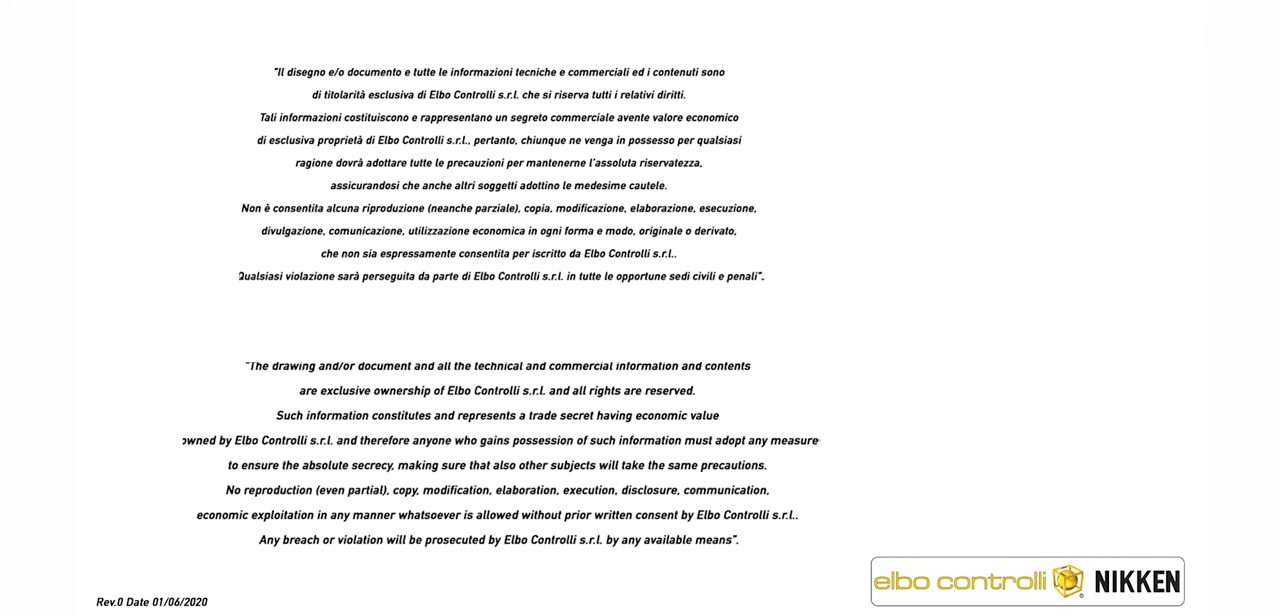 "Il disegno e/o documento e tutte le informazioni tecniche e commerciali ed i contenuti sono
di titolarità esclusiva di Elbo Controlli s.r.l. che si riserva tutti i relativi diritti.
Tali informazioni costituiscono e rappresentano un segreto commerciale avente valore economico
di esclusiva proprietà di Elbo Controlli s.r.l., pertanto, chiunque ne venga in possesso per qualsiasi
ragione dovrà adottare tutte le precauzioni per mantenerne l'assoluta riservatezza,
assicurandosi che anche altri soggetti adottino le medesime cautele.
Non è consentita alcuna riproduzione (neanche parziale), copia, modificazione, elaborazione, esecuzione,
divulgazione, comunicazione, utilizzazione economica in ogni forma e modo, originale o derivato,
che non sia espressamente consentita per iscritto da Elbo Controlli s.r.l..
Qualsiasi violazione sarà perseguita da parte di Elbo Controlli s.r.l. in tutte le opportune sedi civili e penali".
"The drawing and/or document and all the technical and commercial information and contents
are exclusive ownership of Elbo Controlli s.r.l. and all rights are reserved.
Such information constitutes and represents a trade secret having economic value
owned by Elbo Controlli s.r.l. and therefore anyone who gains possession of such information must adopt any measure
to ensure the absolute secrecy, making sure that also other subjects will take the same precautions.
No reproduction (even partial), copy, modification, elaboration, execution, disclosure, communication,
economic exploitation in any manner whatsoever is allowed without prior written consent by Elbo Controlli s.r.l..
Any breach or violation will be prosecuted by Elbo Controlli s.r.l. by any available means".
elbo controlli NIKKEN
Rev.0 Date 01/06/2020